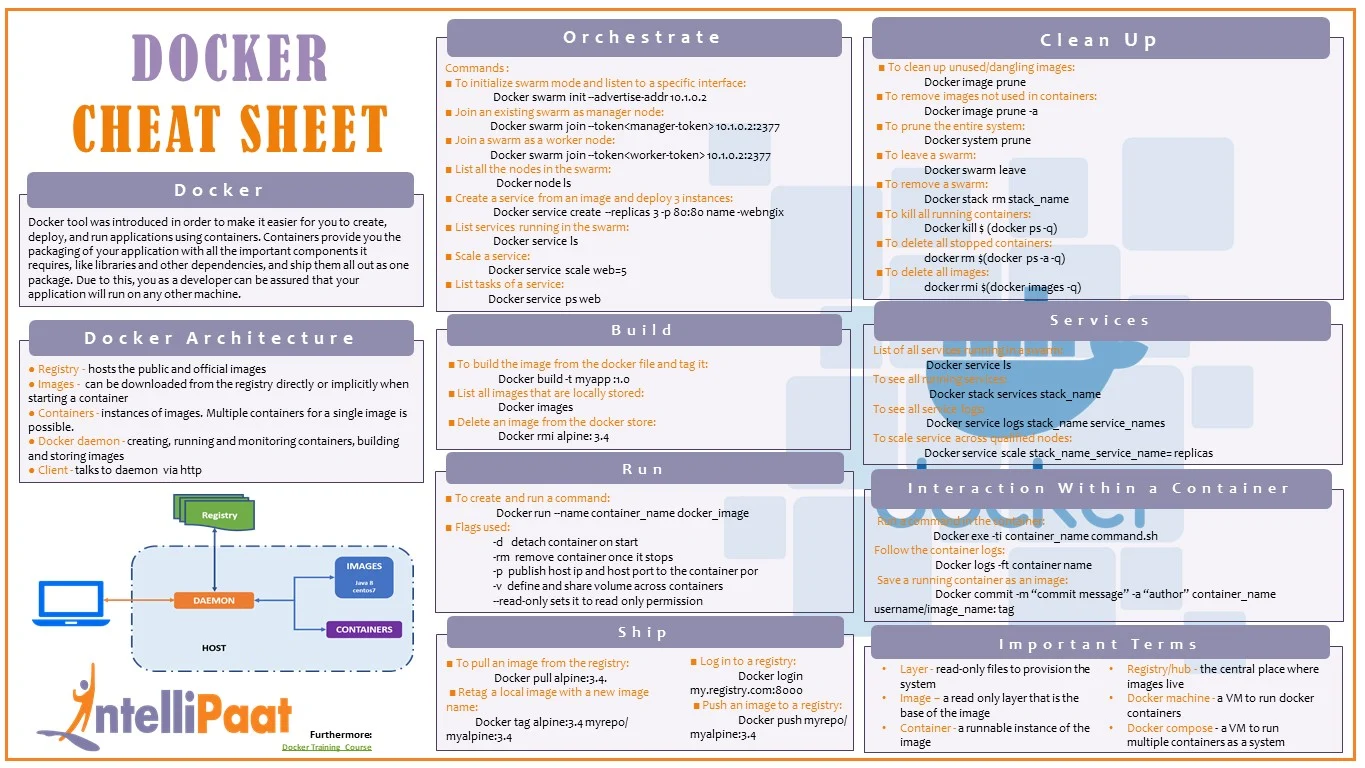 DOCKER
CHEAT SHEET
Docker
Docker tool was introduced in order to make it easier for you to create,
deploy, and run applications using containers. Containers provide you the
packaging of your application with all the important components it
requires, like libraries and other dependencies, and ship them all out as one
package. Due to this, you as a developer can be assured that your
application will run on any other machine.
Docker Architecture
● Registry - hosts the public and official images
● Images - can be downloaded from the registry directly or implicitly when
starting a container
● Containers - instances of images. Multiple containers for a single image is
possible.
● Docker daemon - creating, running and monitoring containers, building
and storing images
● Client - talks to daemon via http
Registry
IMAGES
Java 8
centos7
DAEMON
CONTAINERS
HOST
IntelliPaat
Furthermore:
Docker Training Course
Orchestrate
Commands :
■ To initialize swarm mode and listen to a specific interface:
Docker swarm init –advertise-addr 10.1.0.2
■ Join an existing swarm as manager node:
Docker swarm join –token<manager-token> 10.1.0.2:2377
■ Join a swarm as a worker node:
Docker swarm join –token<worker-token> 10.1.0.2:2377
■ List all the nodes in the swarm:
Docker node ls
■ Create a service from an image and deploy 3 instances:
Docker service create –replicas 3 -p 80:80 name -webngix
■ List services running in the swarm:
Docker service ls
■ Scale a service:
Docker service scale web=5
■ List tasks of a service:
Docker service ps web
Build
■ To build the image from the docker file and tag it:
Docker build -t myapp :1.0
■ List all images that are locally stored:
Docker images
■ Delete an image from the docker store:
Docker rmi alpine: 3.4
Run
■ To create and run a command:
Docker run –name container_name docker_image
■ Flags used:
-d detach container on start
-rm remove container once it stops
-p publish host ip and host port to the container por
-v define and share volume across containers
–read-only sets it to read only permission
Ship
■ To pull an image from the registry:
Docker pull alpine:3.4.
■ Retag a local image with a new image
name:
Docker tag alpine:3.4 myrepo/
myalpine:3.4
■ Log in to a registry:
Docker login
my.registry.com:8000
■ Push an image to a registry:
Docker push myrepo/
myalpine:3.4
Clean Up
■ To clean up unused/dangling images:
Docker image prune
■ To remove images not used in containers:
Docker image prune -a
■ To prune the entire system:
Docker system prune
■ To leave a swarm:
Docker swarm leave
■ To remove a swarm:
Docker stack rm stack_name
■ To kill all running containers:
Docker kill $ (docker ps -q)
■ To delete all stopped containers:
docker rm $(docker ps -a -q)
■ To delete all images:
docker rmi $(docker images -q)
Services
List of all services running in a swarm:
Docker service ls
To see all running services:
Docker stack services stack_name
To see all service logs:
Docker service logs stack_name service_names
To scale service across qualified nodes:
Docker service scale stack_name_service_name= replicas
Interaction Within a Container
docker
Run a command in the container:
Docker exe -ti container_name command.sh
Follow the container logs:
Docker logs -ft container name
Save a running container as an image:
Docker commit -m “commit message” -a “author” container_name
username/image_name: tag
Important Terms
• Layer - read-only files to provision the
system
• Image – a read only layer that is the
base of the image
• Container - a runnable instance of the
image
• Registry/hub - the central place where
images live
• Docker machine - a VM to run docker
containers
• Docker compose - a VM to run
multiple containers as a system